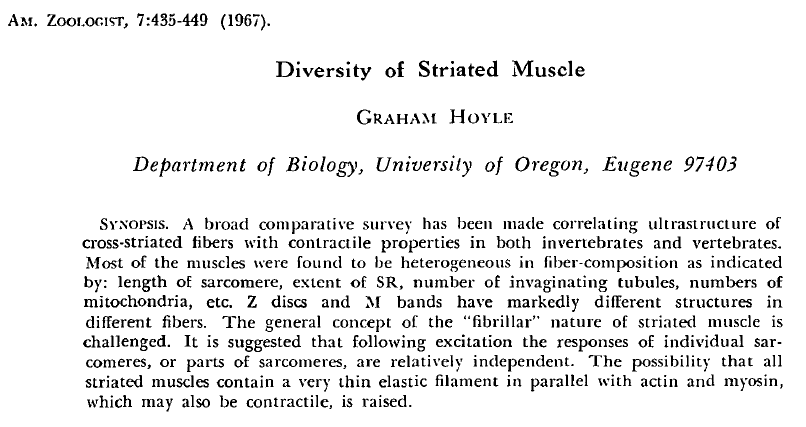 AM. ZOOLOGIST, 7:435-449 (1967).
Diversity of Striated Muscle
GRAHAM HOYLE
Department of Biology, University of Oregon, Eugene 97403
SYNOPSIS. A broad comparative survey has been made correlating ultrastructure of
cross-striated fibers with contractile properties in both invertebrates and vertebrates.
Most of the muscles were found to be heterogeneous in fiber-composition as indicated
by: length of sarcomere, extent of SR, number of invaginating tubules, numbers of
mitochondria, etc. Z discs and M bands have markedly different structures in
different fibers. The general concept of the "fibrillar" nature of striated muscle is
challenged. It is suggested that following excitation the responses of individual sar-
comeres, or parts of sarcomeres, are relatively independent. The possibility that all
striated muscles contain a very thin elastic filament in parallel with actin and myosin,
which may also be contractile, is raised.